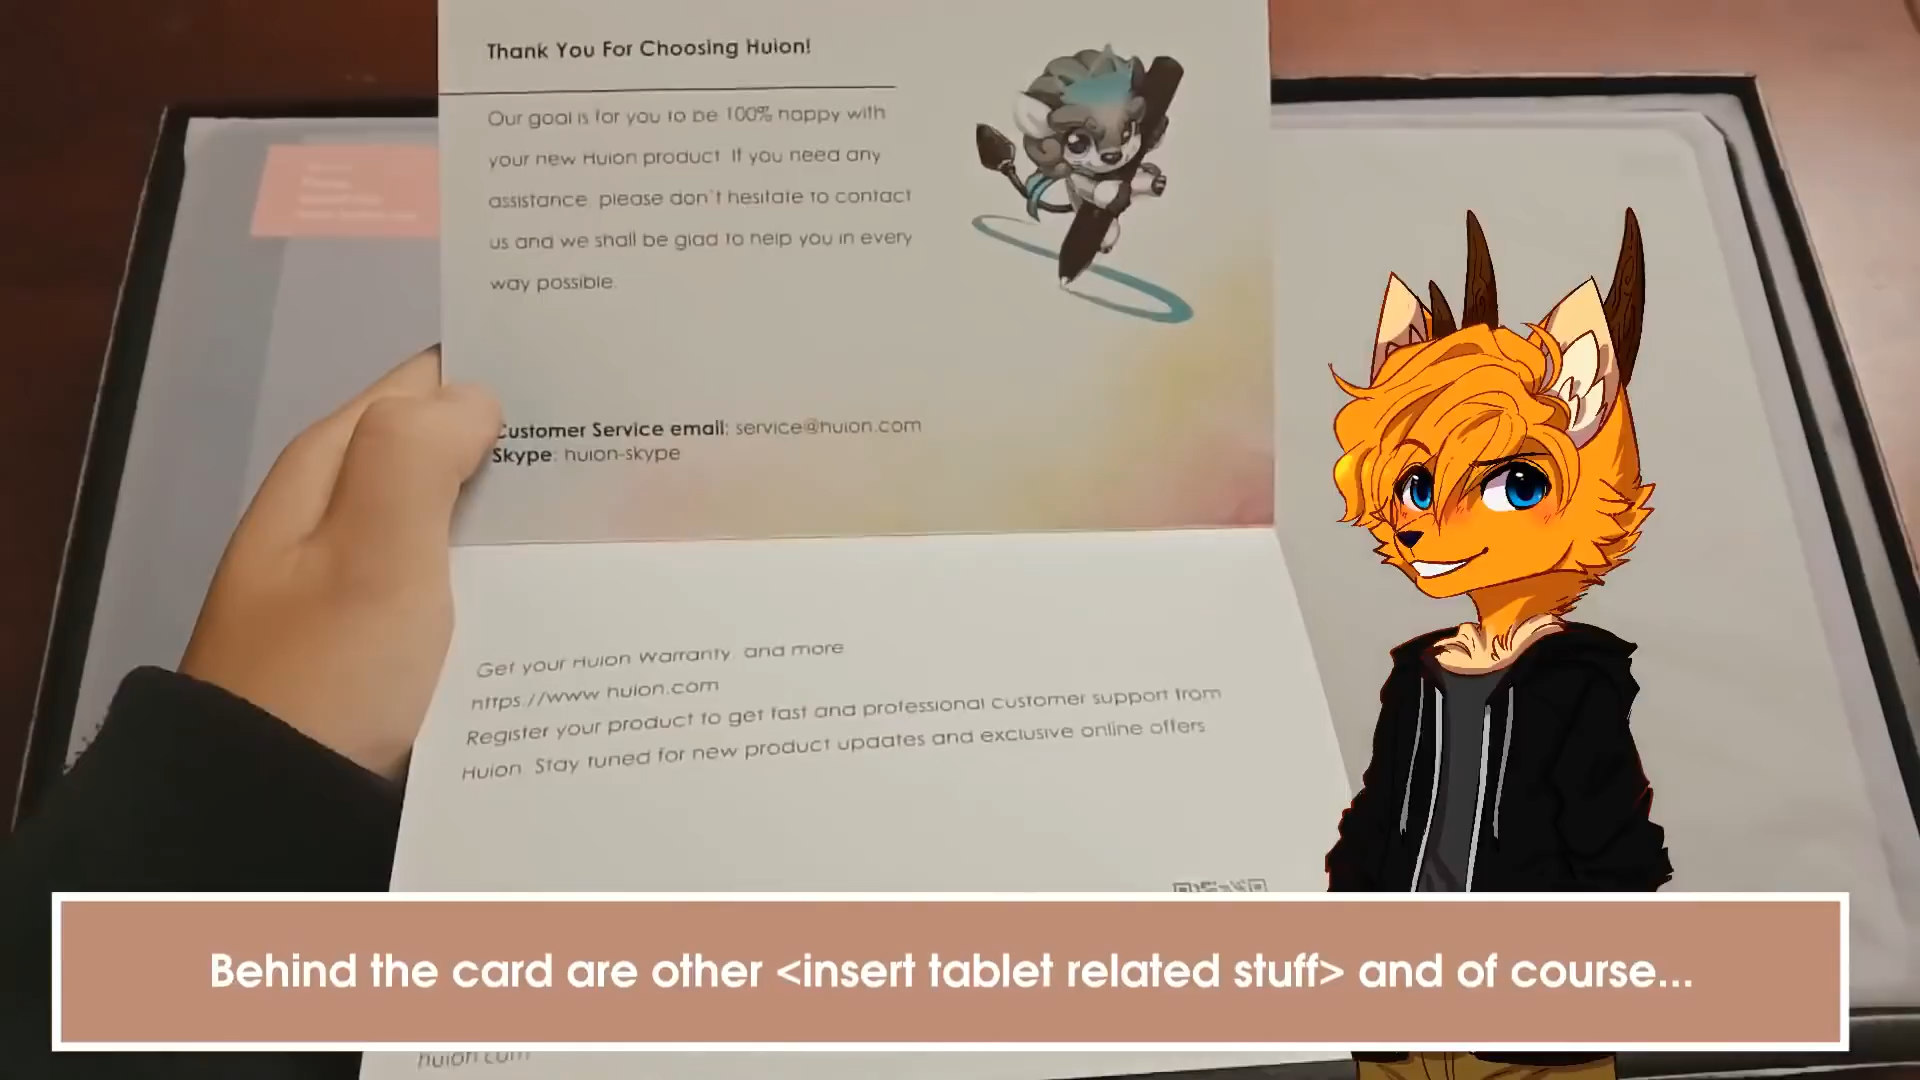 Thank You For Choosing Huion!
Our goal is for you to be 100% happy with
your new Huion product. If you need any
assistance, please don't hesitate to contact
us and we shall be glad to help you in every
way possible.
Customer Service email: service@huion.com
Skype: huion-skype
Get your Huion Warranty, and more
https://www.huion.com
Register your product to get fast and professional customer support from
Huion. Stay tuned for new product updates and exclusive online offers
Behind the card are other <insert tablet related stuff> and of course...
huion.com